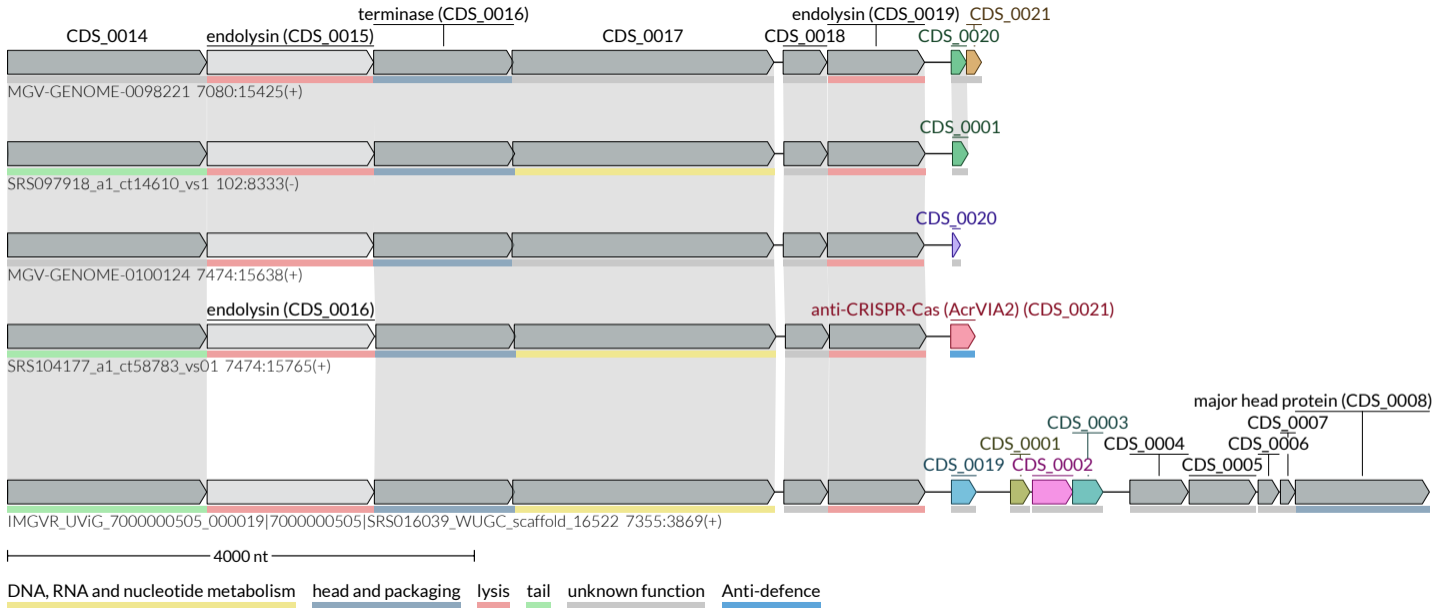 terminase (CDS_0016) endolysin (CDS_0019) CDS_0021
CDS_0014 endolysin (CDS_0015) CDS_0017 CDS_0018 CDS_0020
MGV-GENOME-0098221 7080:15425(+)
CDS_0001
SRS097918_a1_ct14610_vs1 102:8333(-)
CDS_0020
MGV-GENOME-0100124 7474:15638(+)
endolysin (CDS_0016) anti-CRISPR-Cas (AcrVIA2) (CDS_0021)
SRS104177_a1_ct58783_vs01 7474:15765(+)
major head protein (CDS_0008)
CDS_0003 CDS_0007
CDS_0001 CDS_0004 CDS_0006
CDS_0019 CDS_0002 CDS_0005
IMGVR_UViG_7000000505_000019|7000000505|SRS016039_WUGC_scaffold_16522 7355:3869(+)
4000 nt
DNA, RNA and nucleotide metabolism head and packaging lysis tail unknown function Anti-defence